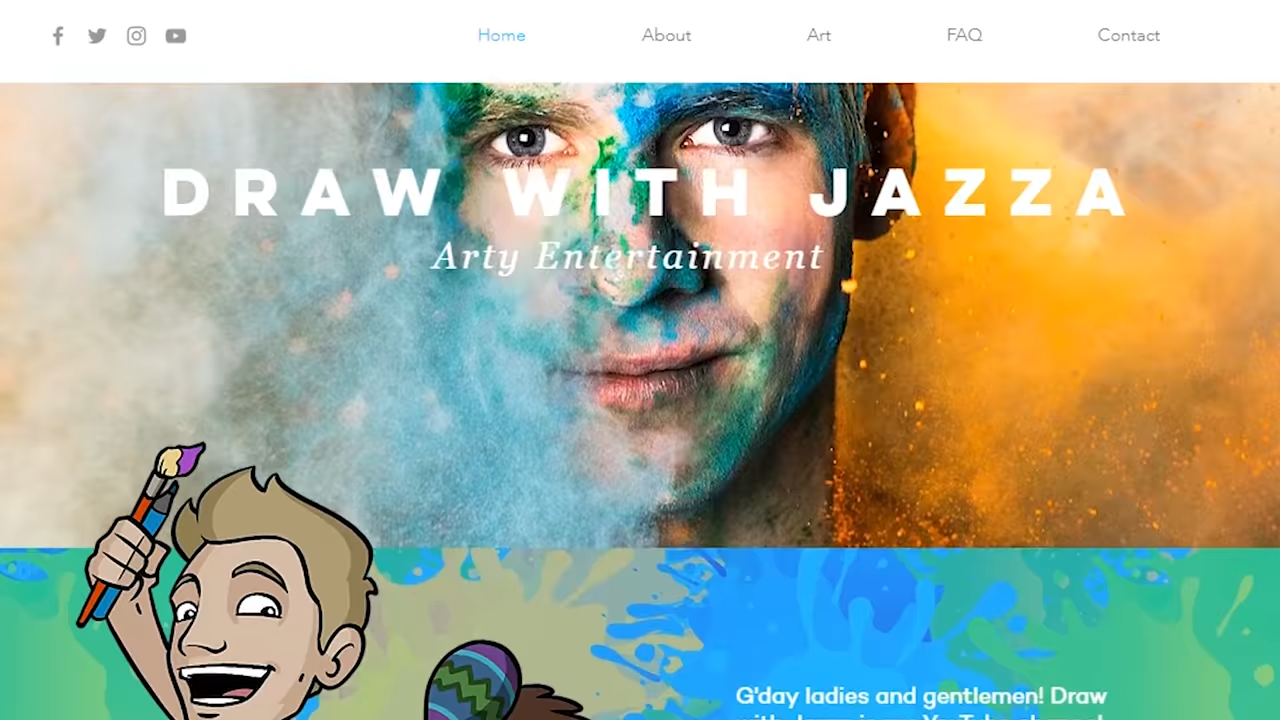 Home About Art FAQ Contact
DRAW WITH JAZZA
Arty Entertainment
G'day ladies and gentlemen! Draw